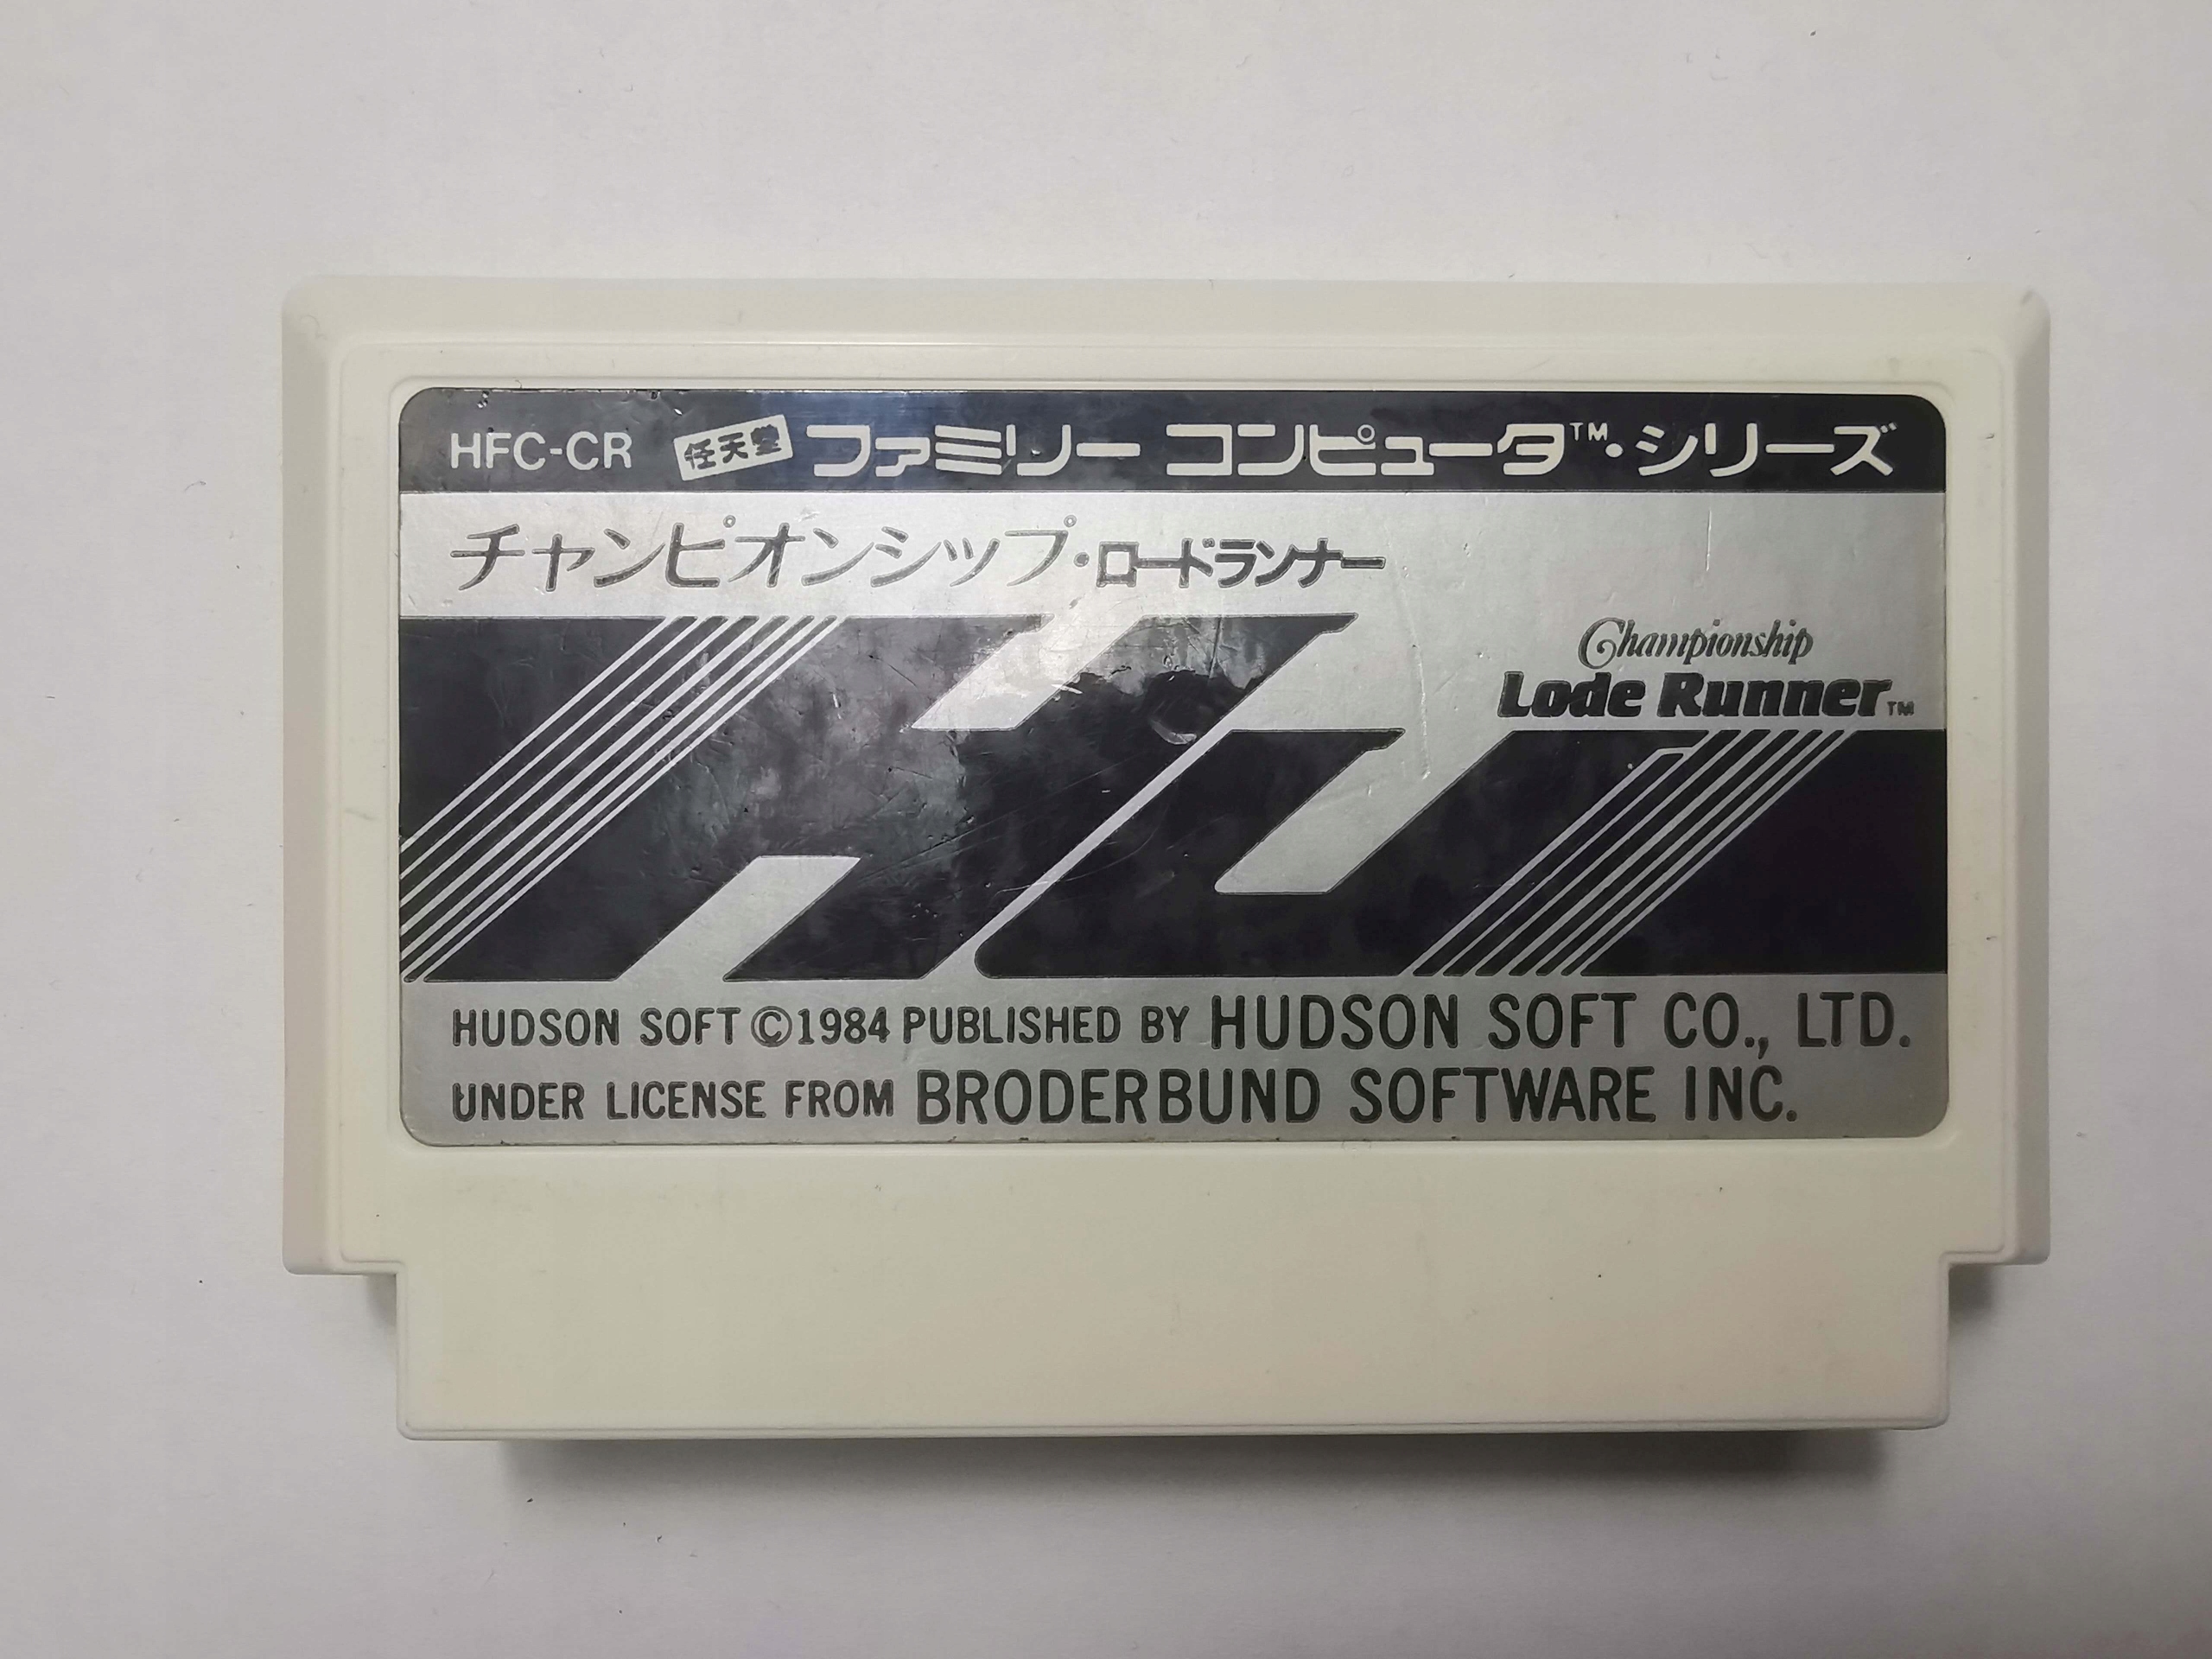 HFC-CR 任天堂 ファミリー コンピュータ™・シリーズ
チャンピオンシップ・ロードランナー
Championship
Lode Runner™
HUDSON SOFT ©1984 PUBLISHED BY HUDSON SOFT CO., LTD.
UNDER LICENSE FROM BRODERBUND SOFTWARE INC.